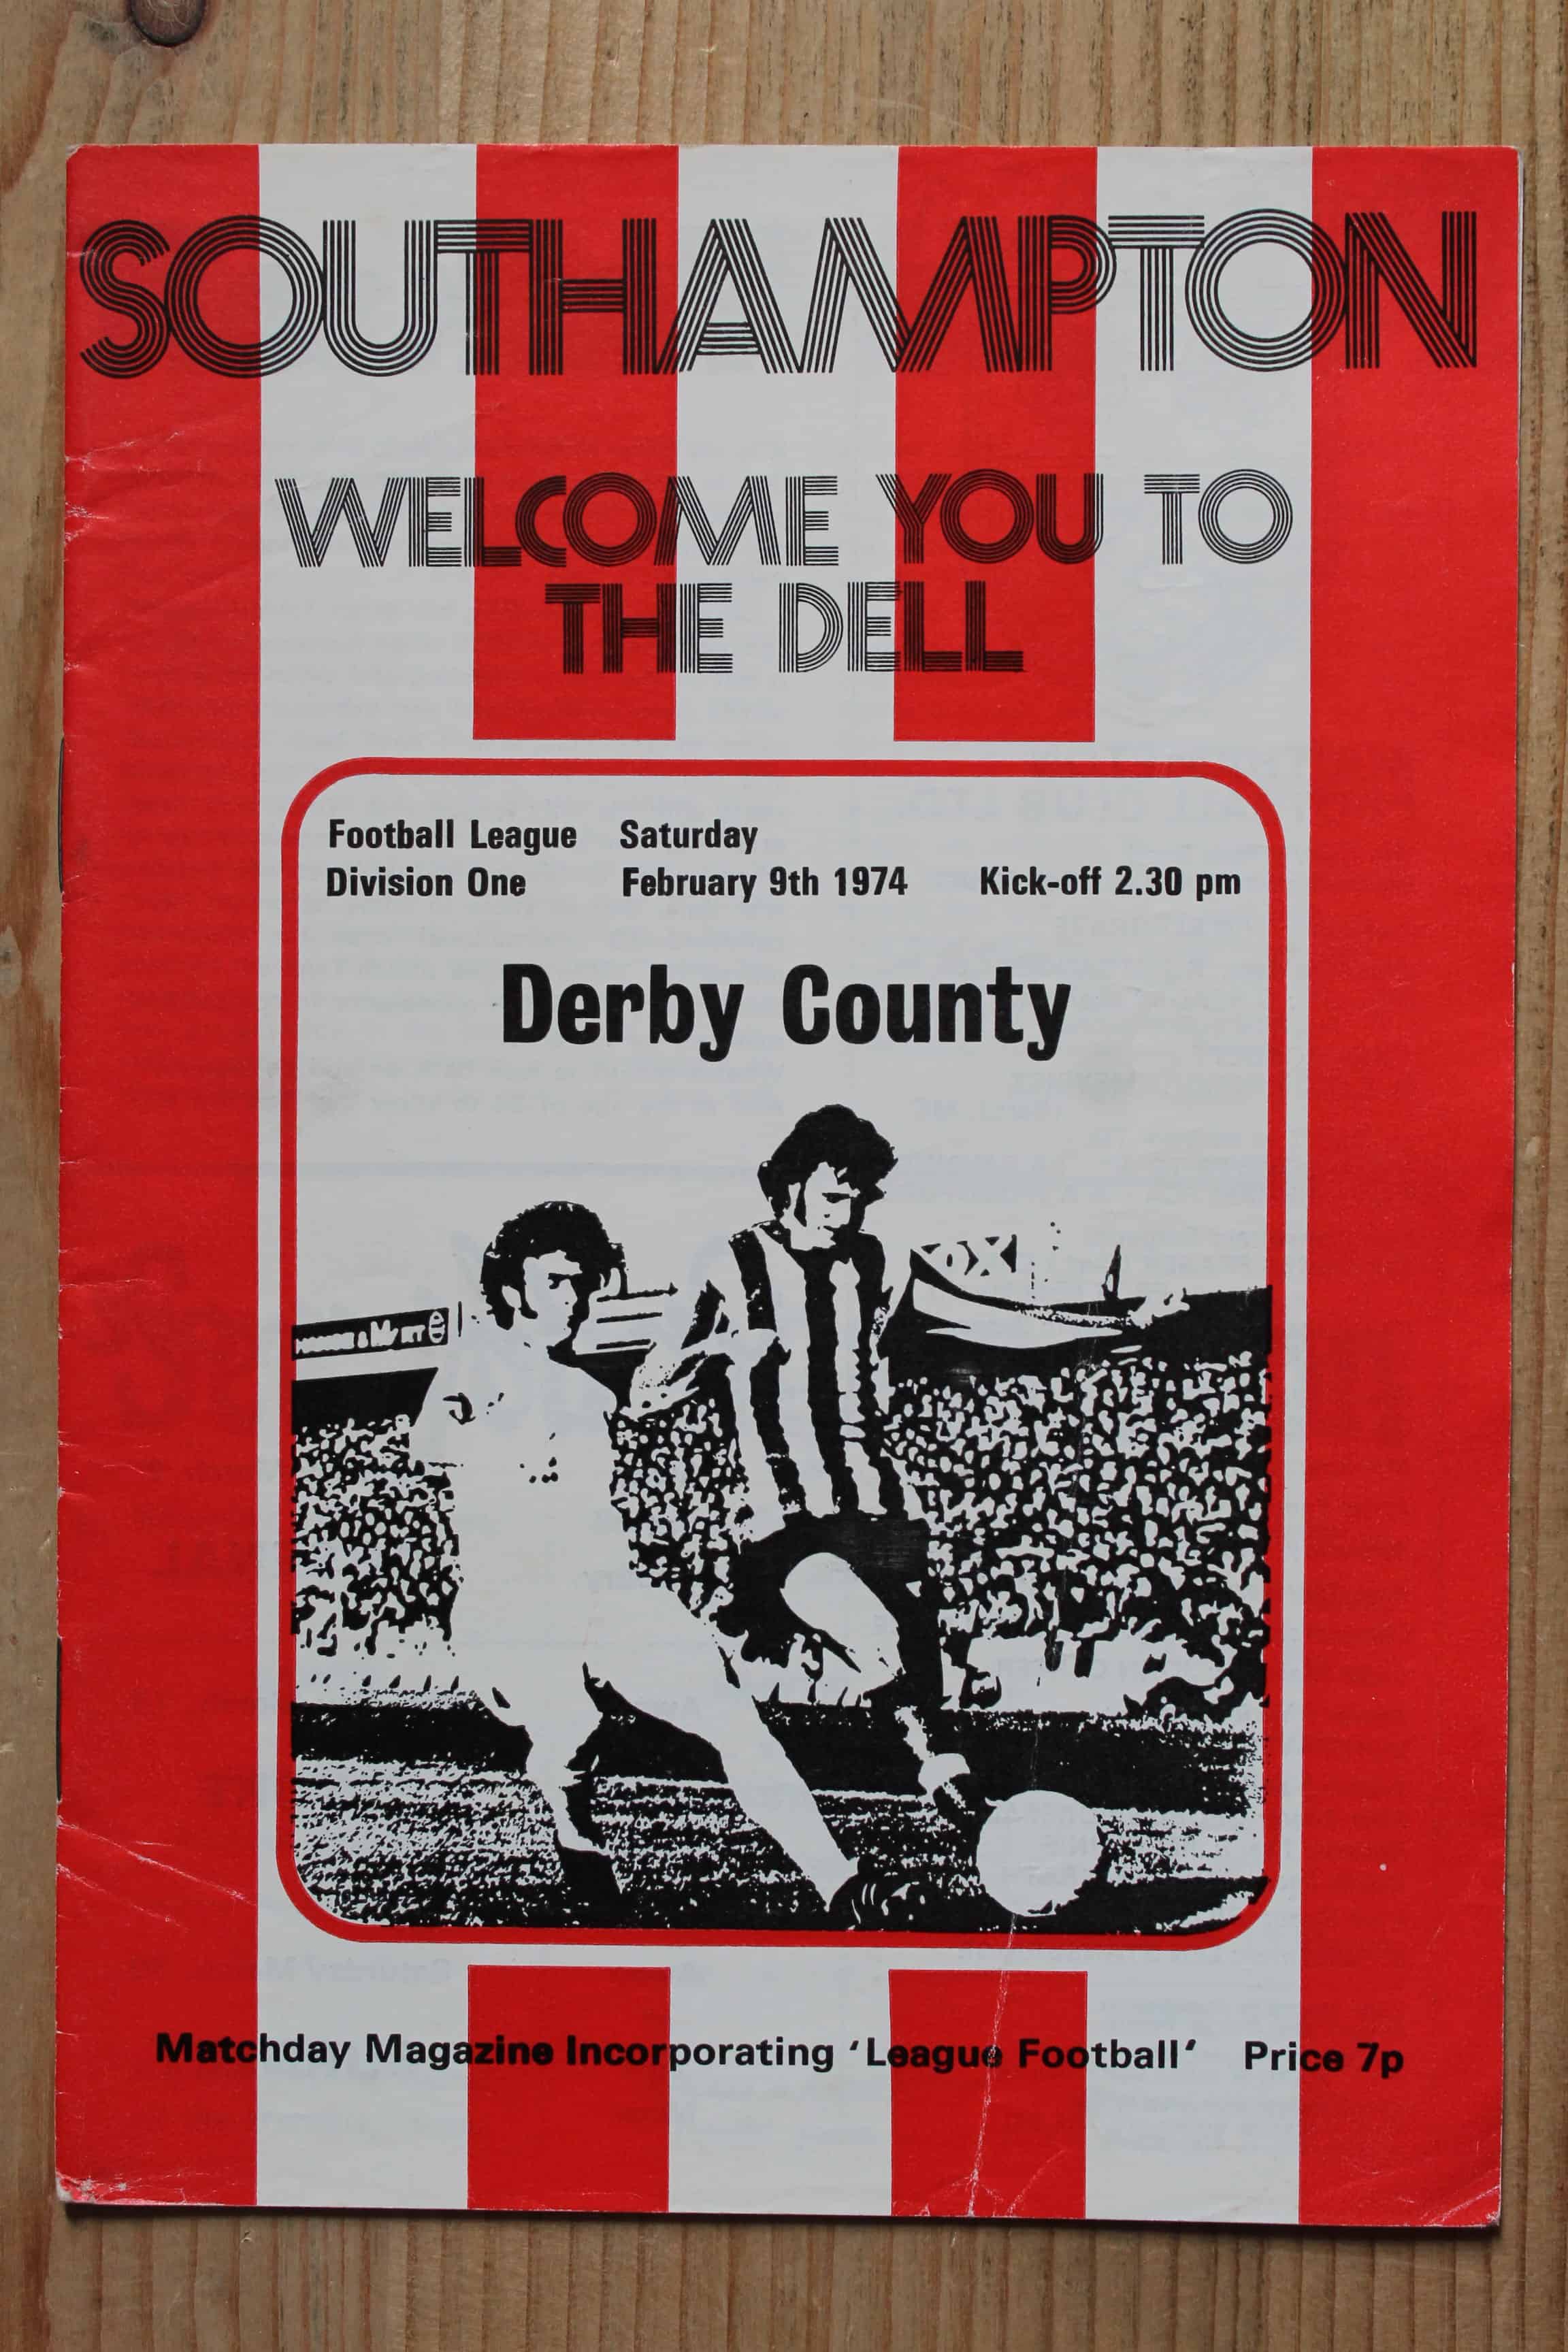 SOUTHAMPTON
WELCOME YOU TO
THE DELL
Football League Saturday
Division One February 9th 1974 Kick-off 2.30 pm
Derby County
Matchday Magazine Incorporating 'League Football' Price 7p